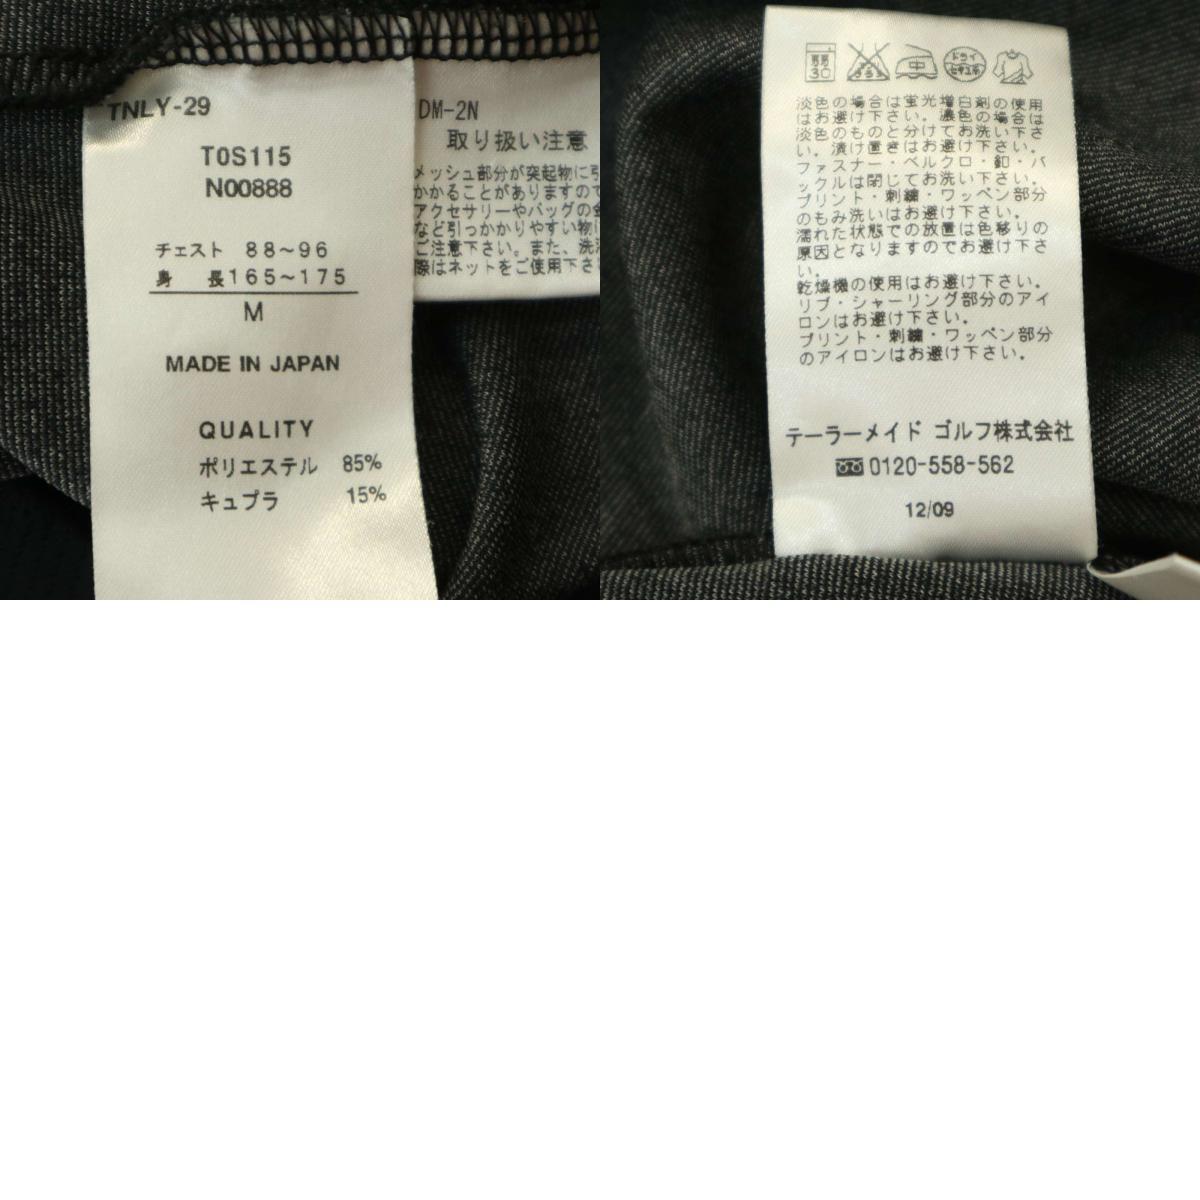 TNLY-29
T0S115
N00888
チェスト 88~96
身 長165~175
M
MADE IN JAPAN
QUALITY
ポリエステル 85%
キュプラ 15%
DM-2N
取り扱い注意
メッシュ部分が突起物に引
かかることがありますので
アクセサリーやバッグの金
など引っかかりやすい物に
ご注意下さい。また、洗濯
際はネットをご使用下さ
30
中
ドライ
セキユ系
淡色の場合は蛍光増白剤の使用
はお避け下さい。濃色の場合は
淡色のものと分けてお洗い下さ
い。漬け置きはお避け下さい。
ファスナー・ベルクロ・釦・バ
ックルは閉じてお洗い下さい。
プリント・刺繍・ワッペン部分
のもみ洗いはお避け下さい。
濡れた状態での放置は色移りの
原因となりますのでお避け下さ
い。
乾燥機の使用はお避け下さい。
リブ・シャーリング部分のアイ
ロンはお避け下さい。
プリント・刺繍・ワッペン部分
のアイロンはお避け下さい。
テーラーメイド ゴルフ株式会社
0120-558-562
12/09